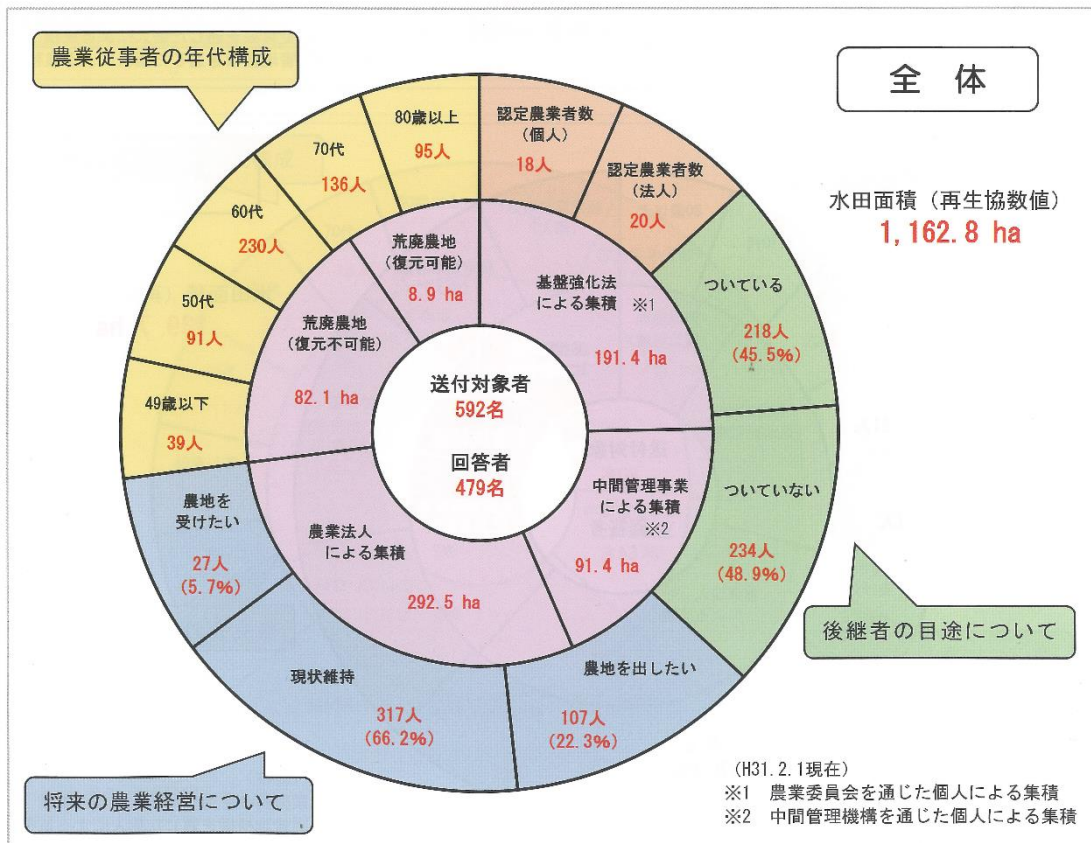 農業従事者の年代構成
全　体
水田面積（再生協数値）
1,162.8 ha
80歳以上
95人
70代
136人
60代
230人
50代
91人
49歳以下
39人
認定農業者数
（個人）
18人
認定農業者数
（法人）
20人
ついている
218人
(45.5%)
ついていない
234人
(48.9%)
後継者の目途について
農地を出したい
107人
(22.3%)
現状維持
317人
(66.2%)
農地を
受けたい
27人
(5.7%)
将来の農業経営について
荒廃農地
（復元可能）
8.9 ha
荒廃農地
（復元不可能）
82.1 ha
基盤強化法
による集積　※1
191.4 ha
中間管理事業
による集積
※2
91.4 ha
農業法人
による集積
292.5 ha
送付対象者
592名
回答者
479名
（H31.2.1現在）
※1　農業委員会を通じた個人による集積
※2　中間管理機構を通じた個人による集積